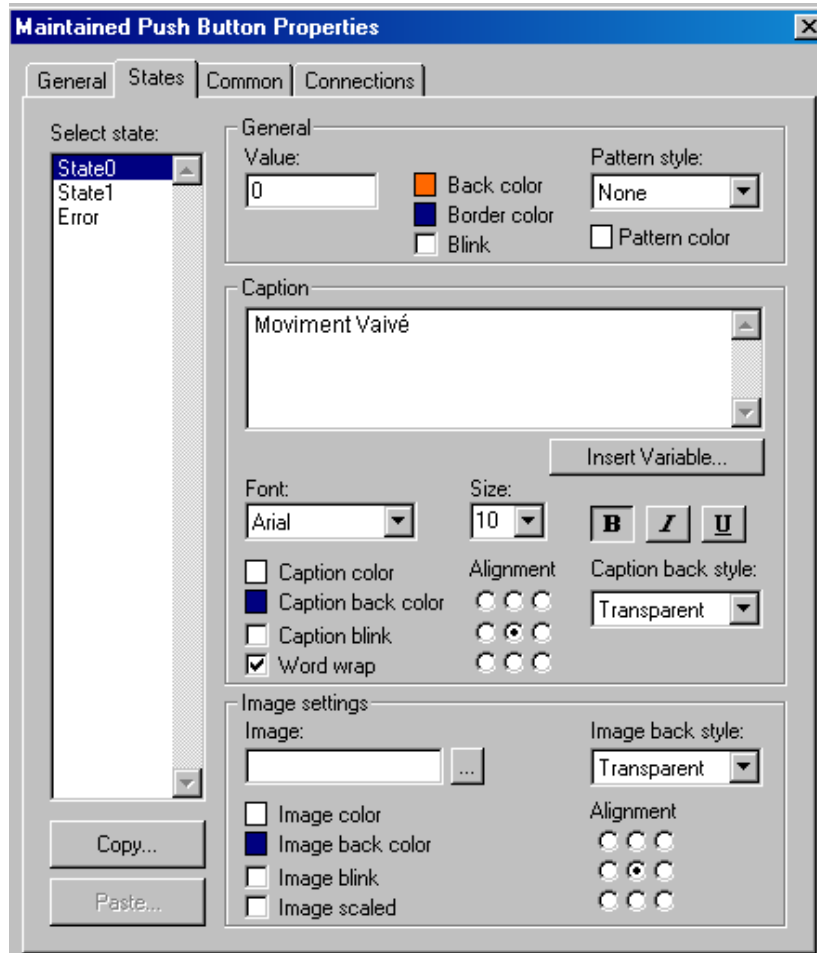 Maintained Push Button Properties
General States Common Connections
Select state:
State0
State1
Error
Copy...
Paste...
General
Value:
0
Back color
Border color
Blink
Pattern style:
None
Pattern color
Caption
Moviment Vaivé
Insert Variable...
Font:
Arial
Size:
10
B I U
Caption color
Caption back color
Caption blink
Word wrap
Alignment
Caption back style:
Transparent
Image settings
Image:
...
Image back style:
Transparent
Image color
Image back color
Image blink
Image scaled
Alignment